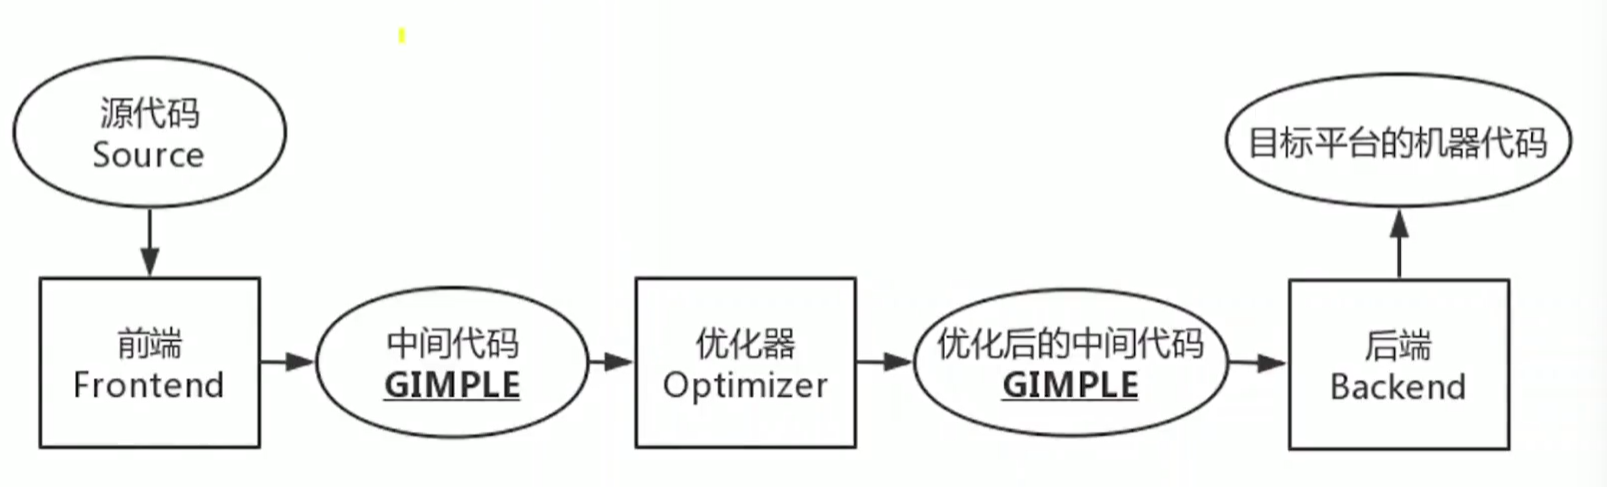 源代码
Source
前端
Frontend
中间代码
GIMPLE
优化器
Optimizer
优化后的中间代码
GIMPLE
后端
Backend
目标平台的机器代码